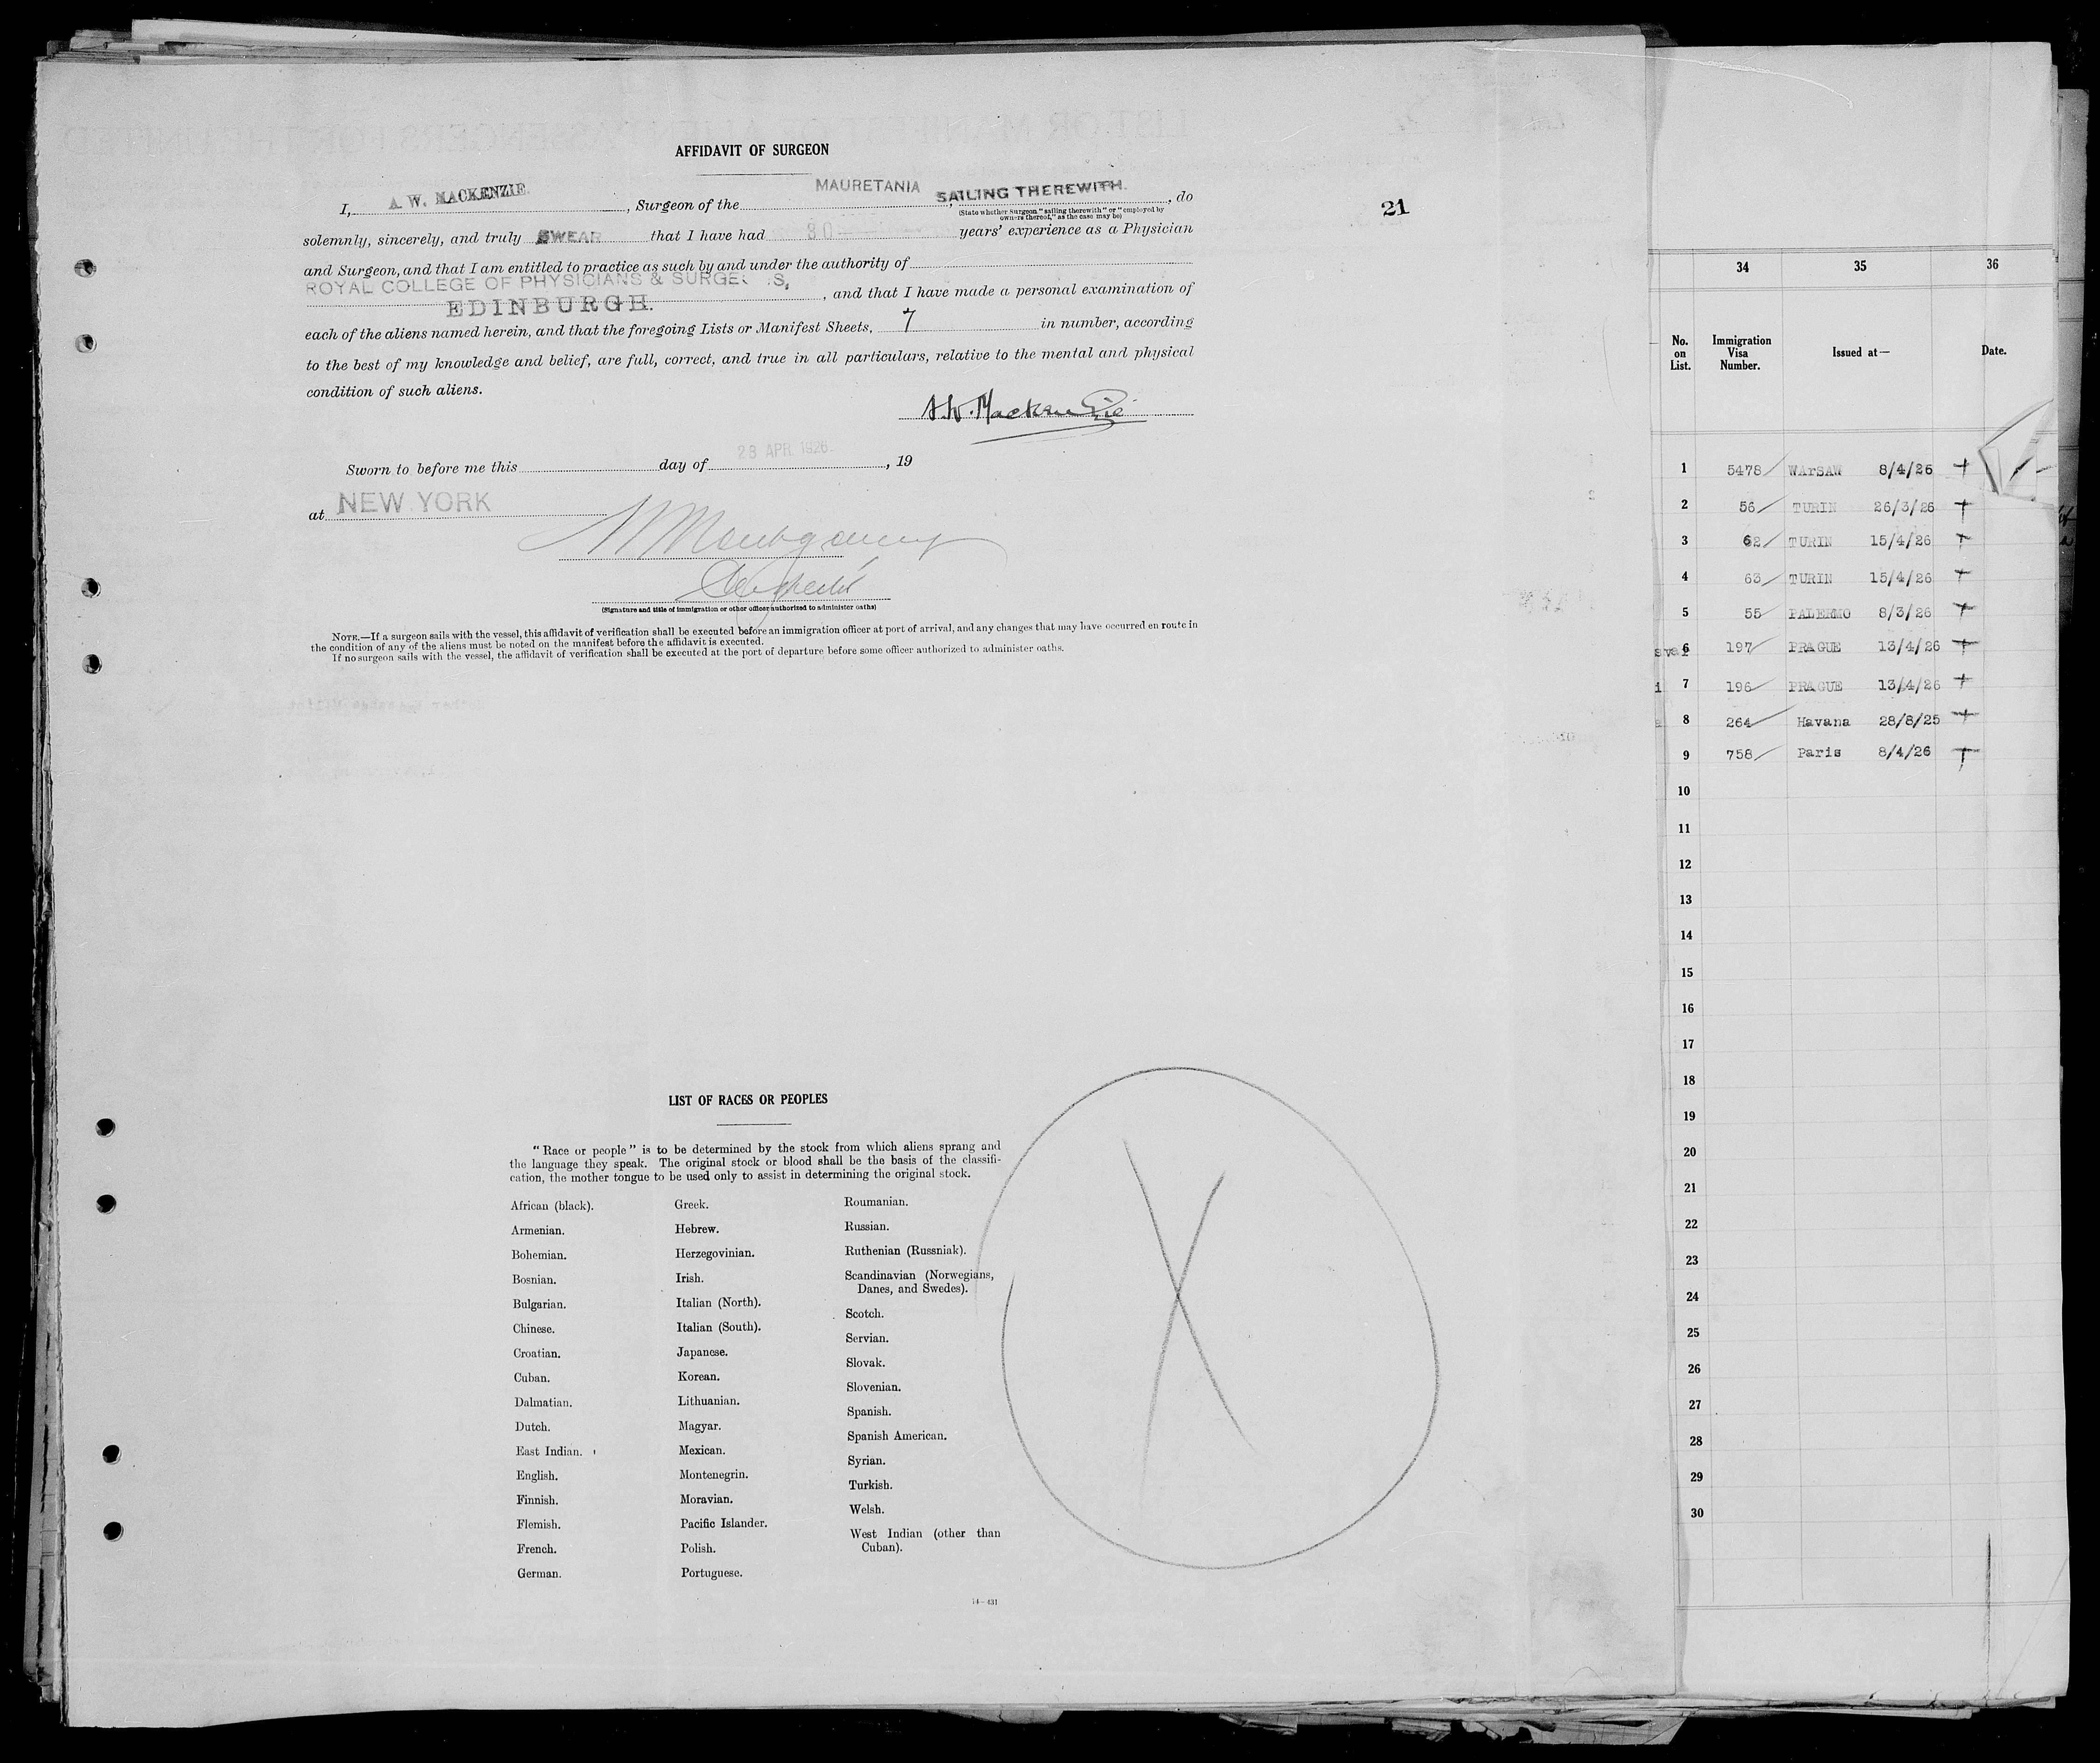 AFFIDAVIT OF SURGEON
I, A. W. MACKENZIE. , Surgeon of the MAURETANIA , SAILING THEREWITH. , do
(State whether Surgeon "sailing therewith" or "employed by
owners thereof," as the case may be)
21
solemnly, sincerely, and truly SWEAR that I have had 30 years' experience as a Physician
and Surgeon, and that I am entitled to practice as such by and under the authority of
ROYAL COLLEGE OF PHYSICIANS & SURGE S,
EDINBURGH. , and that I have made a personal examination of
each of the aliens named herein, and that the foregoing Lists or Manifest Sheets, 7 in number, according
to the best of my knowledge and belief, are full, correct, and true in all particulars, relative to the mental and physical
condition of such aliens.
A.W. Mackenzie
Sworn to before me this day of 28 APR 1926 , 19
at NEW YORK
Montgomery
(Signature and title of immigration or other officer authorized to administer oaths)
NOTE.—If a surgeon sails with the vessel, this affidavit of verification shall be executed before an immigration officer at port of arrival, and any changes that may have occurred en route in
the condition of any of the aliens must be noted on the manifest before the affidavit is executed.
If no surgeon sails with the vessel, the affidavit of verification shall be executed at the port of departure before some officer authorized to administer oaths.
LIST OF RACES OR PEOPLES
"Race or people" is to be determined by the stock from which aliens sprang and
the language they speak. The original stock or blood shall be the basis of the classifi-
cation, the mother tongue to be used only to assist in determining the original stock.
African (black).
Armenian.
Bohemian.
Bosnian.
Bulgarian.
Chinese.
Croatian.
Cuban.
Dalmatian.
Dutch.
East Indian.
English.
Finnish.
Flemish.
French.
German.
Greek.
Hebrew.
Herzegovinian.
Irish.
Italian (North).
Italian (South).
Japanese.
Korean.
Lithuanian.
Magyar.
Mexican.
Montenegrin.
Moravian.
Pacific Islander.
Polish.
Portuguese.
Roumanian.
Russian.
Ruthenian (Russniak).
Scandinavian (Norwegians,
Danes, and Swedes).
Scotch.
Servian.
Slovak.
Slovenian.
Spanish.
Spanish American.
Syrian.
Turkish.
Welsh.
West Indian (other than
Cuban).
14—431
X
34 35 36
No.
on
List.
Immigration
Visa
Number.
Issued at—
Date.
1 5478 WArSAW 8/4/26
2 56 TURIN 26/3/26
3 62 TURIN 15/4/26
4 63 TURIN 15/4/26
5 55 PALERMO 8/3/26
6 197 PRAGUE 13/4/26
7 196 PRAGUE 13/4/26
8 264 Havana 28/8/25
9 758 Paris 8/4/26
10
11
12
13
14
15
16
17
18
19
20
21
22
23
24
25
26
27
28
29
30